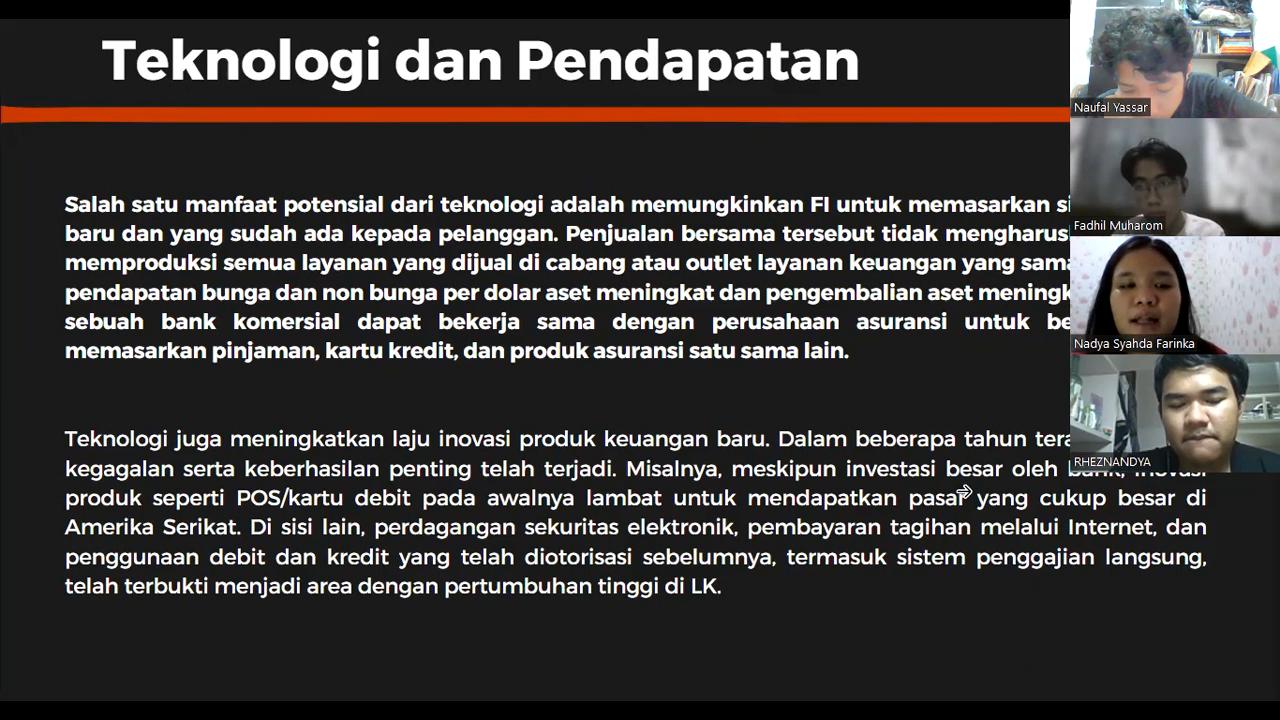 Teknologi dan Pendapatan
Salah satu manfaat potensial dari teknologi adalah memungkinkan FI untuk memasarkan
baru dan yang sudah ada kepada pelanggan. Penjualan bersama tersebut tidak
memproduksi semua layanan yang dijual di cabang atau outlet layanan keuangan yang
pendapatan bunga dan non bunga per dolar aset meningkat dan pengembalian aset
sebuah bank komersial dapat bekerja sama dengan perusahaan asuransi untuk
memasarkan pinjaman, kartu kredit, dan produk asuransi satu sama lain.
Teknologi juga meningkatkan laju inovasi produk keuangan baru. Dalam beberapa tahun
kegagalan serta keberhasilan penting telah terjadi. Misalnya, meskipun investasi besar oleh
produk seperti POS/kartu debit pada awalnya lambat untuk mendapatkan pasar yang cukup besar di
Amerika Serikat. Di sisi lain, perdagangan sekuritas elektronik, pembayaran tagihan melalui Internet, dan
penggunaan debit dan kredit yang telah diotorisasi sebelumnya, termasuk sistem penggajian langsung,
telah terbukti menjadi area dengan pertumbuhan tinggi di LK.
Naufal Yassar
Fadhil Muharom
Nadya Syahda Farinka
RHEZNANDYA